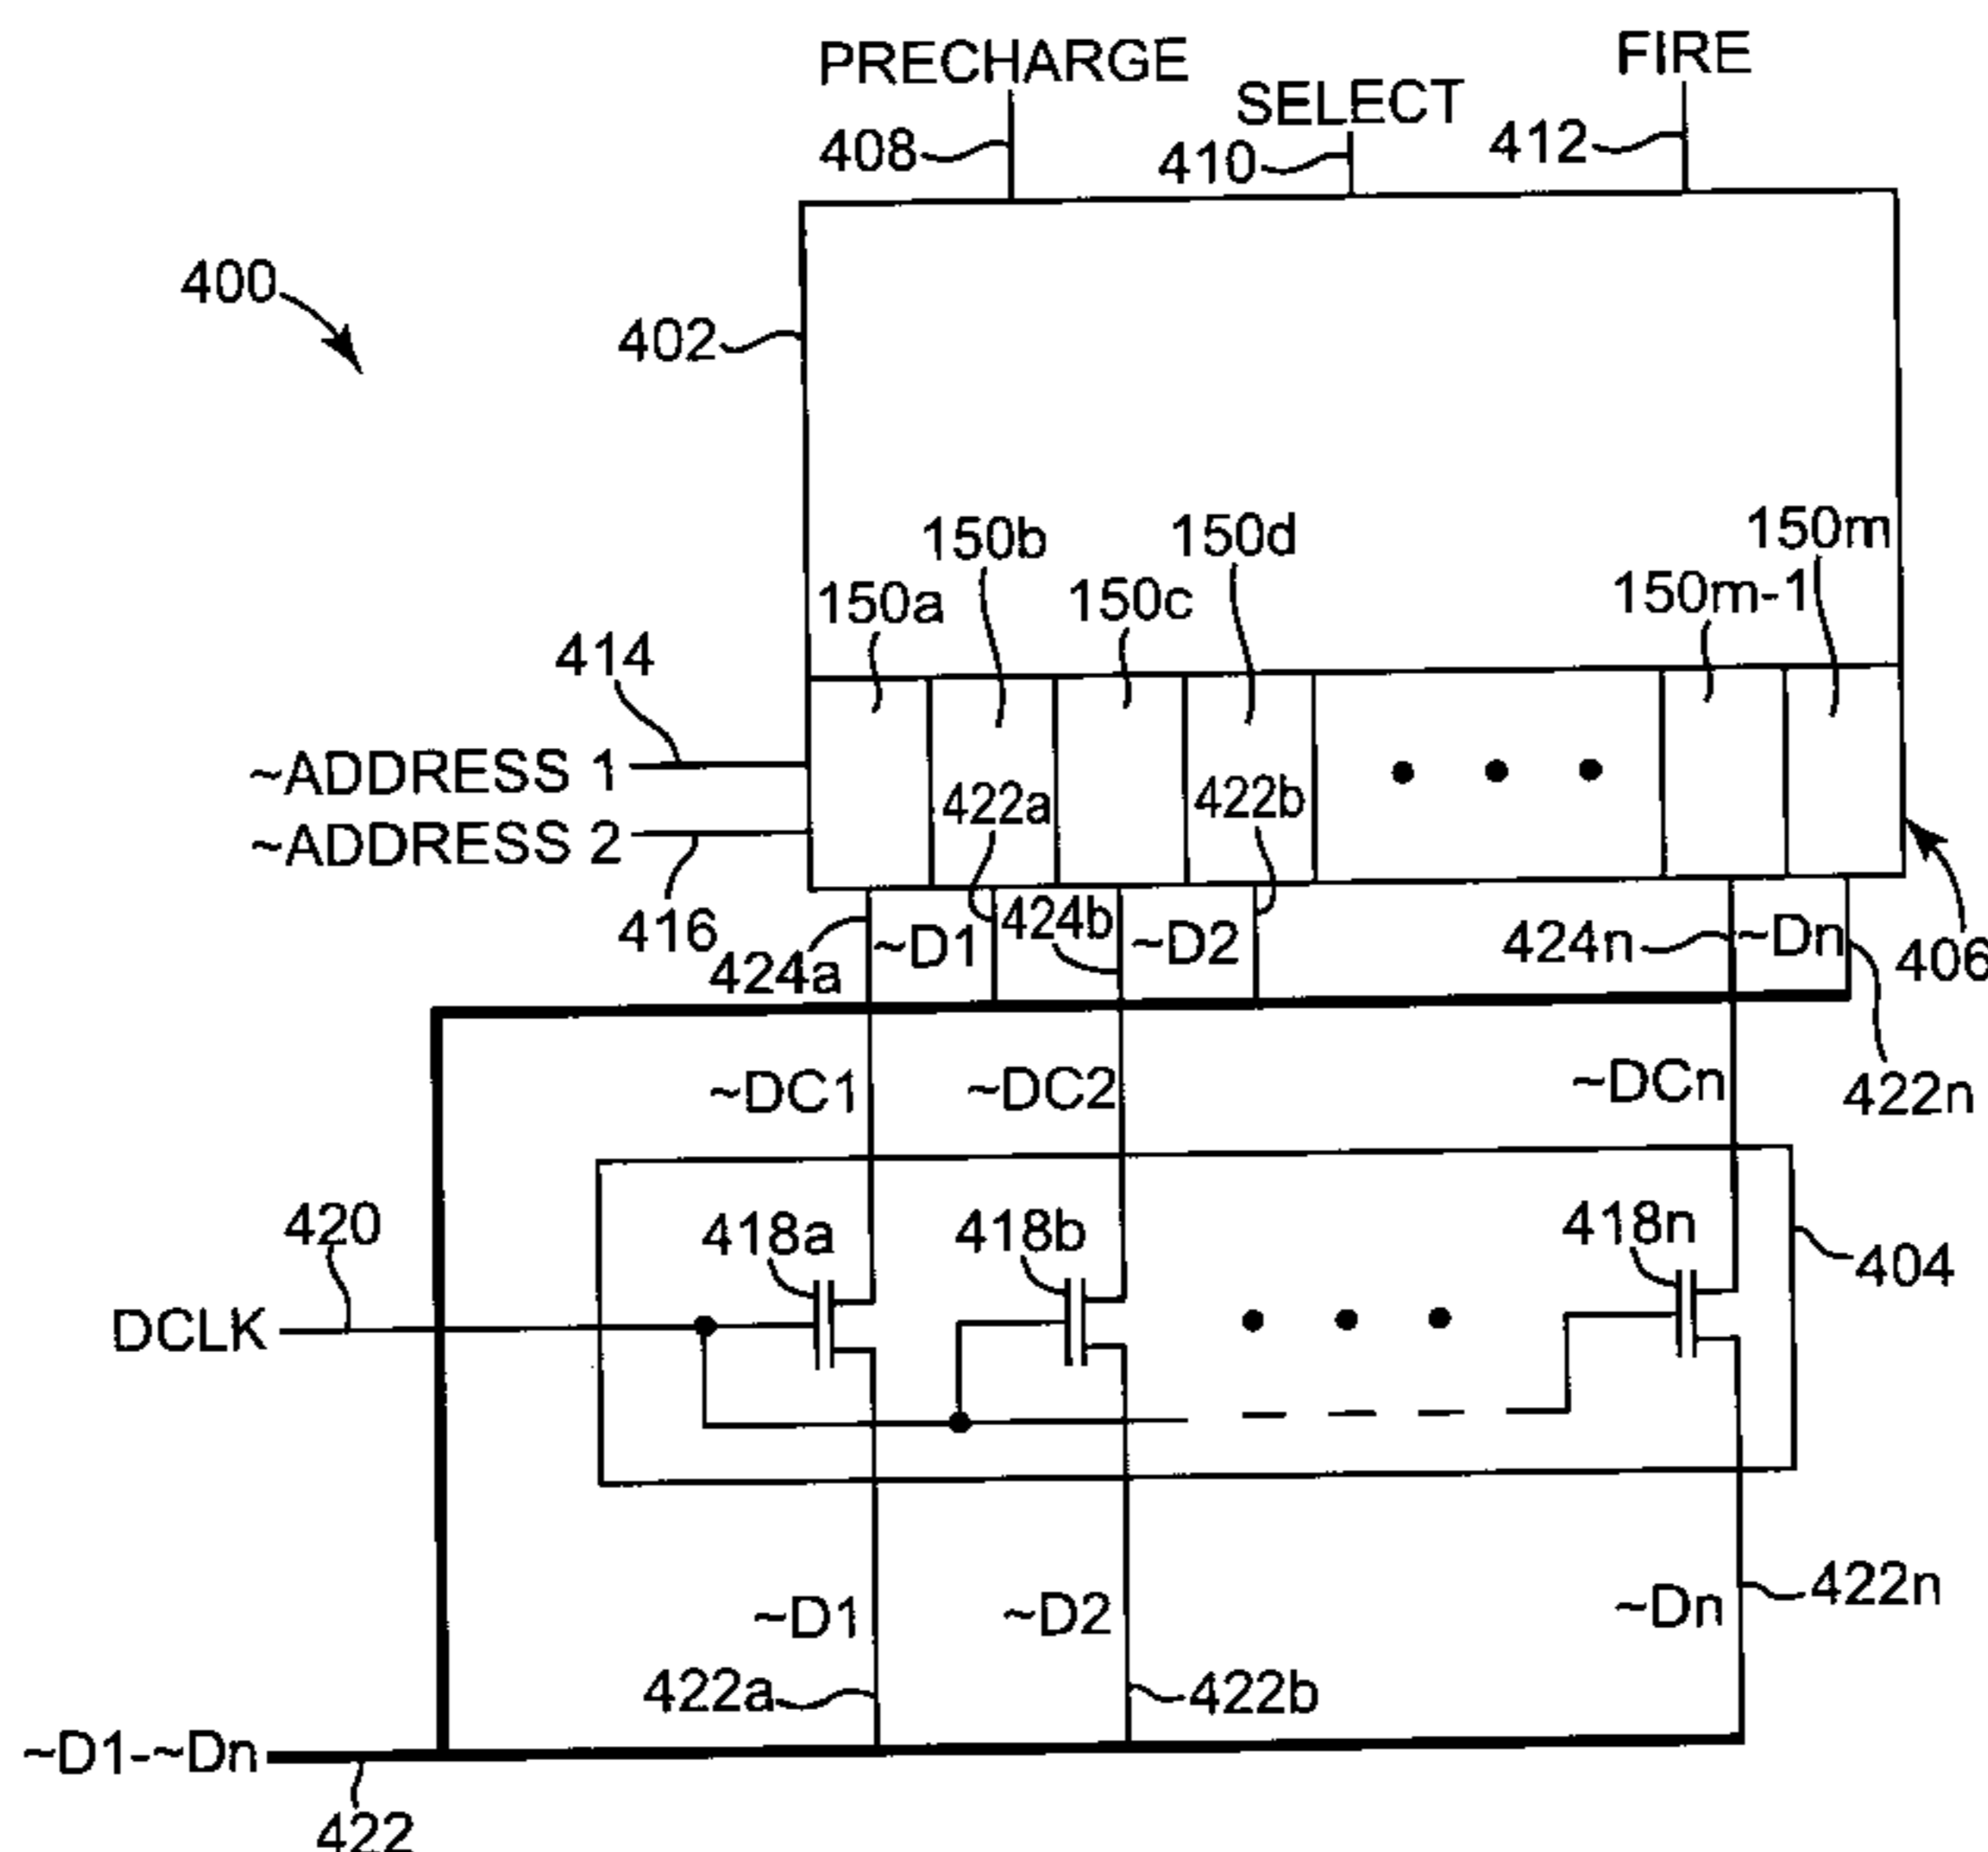 PRECHARGE
SELECT
FIRE
408
410
412
400
402
150b
150d
150m
150a
150c
150m-1
414
~ADDRESS 1
422a
422b
~ADDRESS 2
416
424a
~D1
424b
~D2
424n
~Dn
406
~DC1
~DC2
~DCn
422n
420
418a
418b
418n
404
DCLK
~D1
~D2
~Dn
422n
422a
422b
~D1-~Dn
422